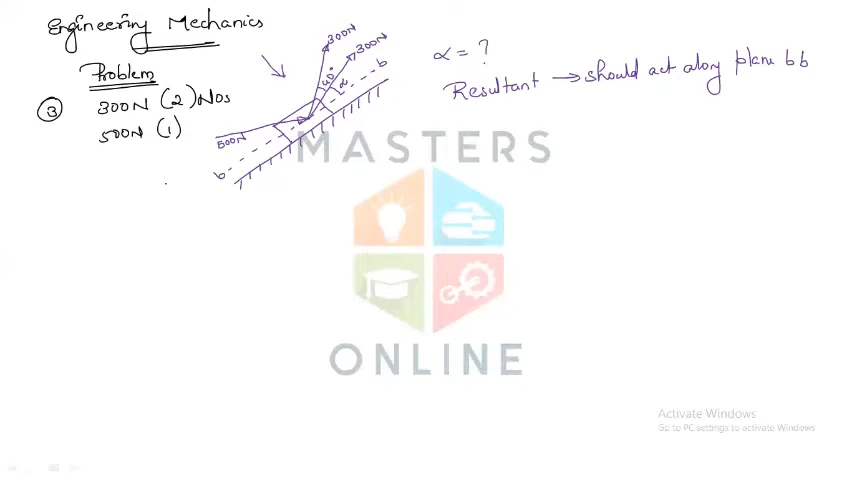 Engineering Mechanics
Problem
③ 300N (2) Nos
500N (1)
300N
300N
40°
α
b
500N
b
α = ?
Resultant → should act along plane bb
MASTERS
ONLINE
Activate Windows
Go to PC settings to activate Windows